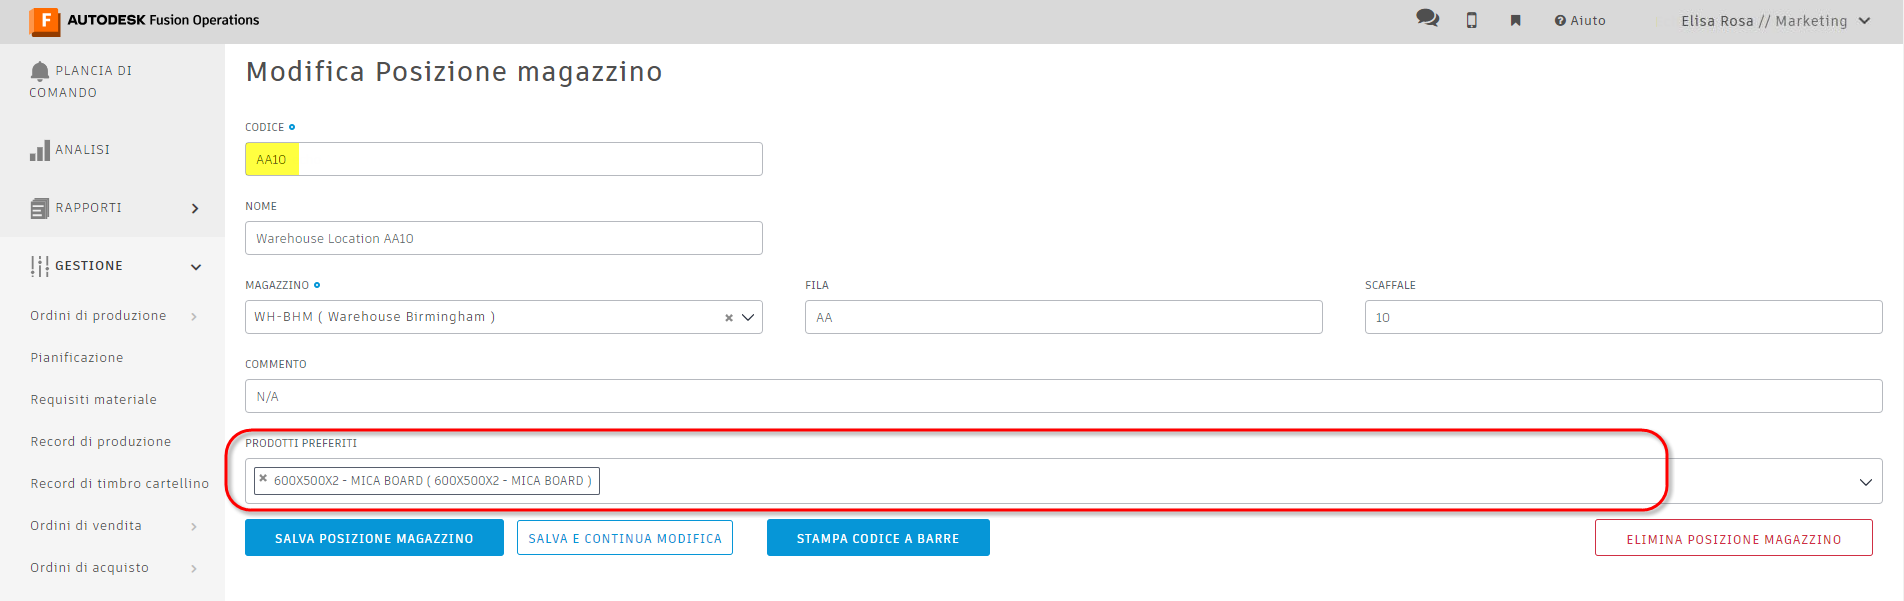 F AUTODESK Fusion Operations
Aiuto
Elisa Rosa // Marketing
PLANCIA DI
COMANDO
ANALISI
RAPPORTI
GESTIONE
Ordini di produzione
Pianificazione
Requisiti materiale
Record di produzione
Record di timbro cartellino
Ordini di vendita
Ordini di acquisto
Modifica Posizione magazzino
CODICE
AA10
NOME
Warehouse Location AA10
MAGAZZINO
WH-BHM ( Warehouse Birmingham )
FILA
AA
SCAFFALE
10
COMMENTO
N/A
PRODOTTI PREFERITI
600X500X2 - MICA BOARD ( 600X500X2 - MICA BOARD )
SALVA POSIZIONE MAGAZZINO
SALVA E CONTINUA MODIFICA
STAMPA CODICE A BARRE
ELIMINA POSIZIONE MAGAZZINO